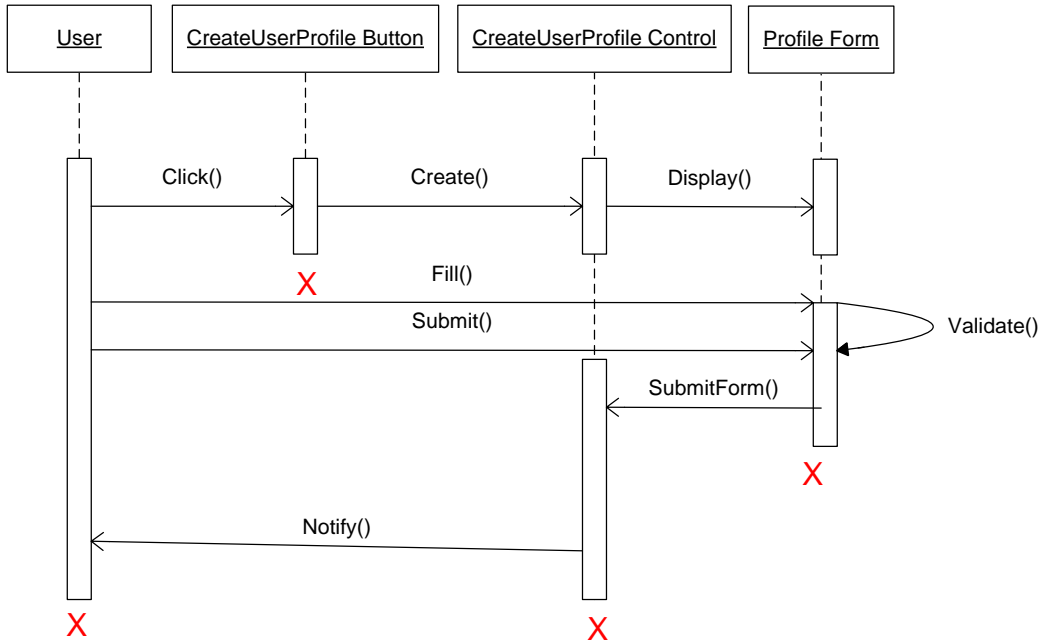 User
CreateUserProfile Button
CreateUserProfile Control
Profile Form
Click()
Create()
Display()
X
Fill()
Submit()
Validate()
SubmitForm()
X
Notify()
X
X